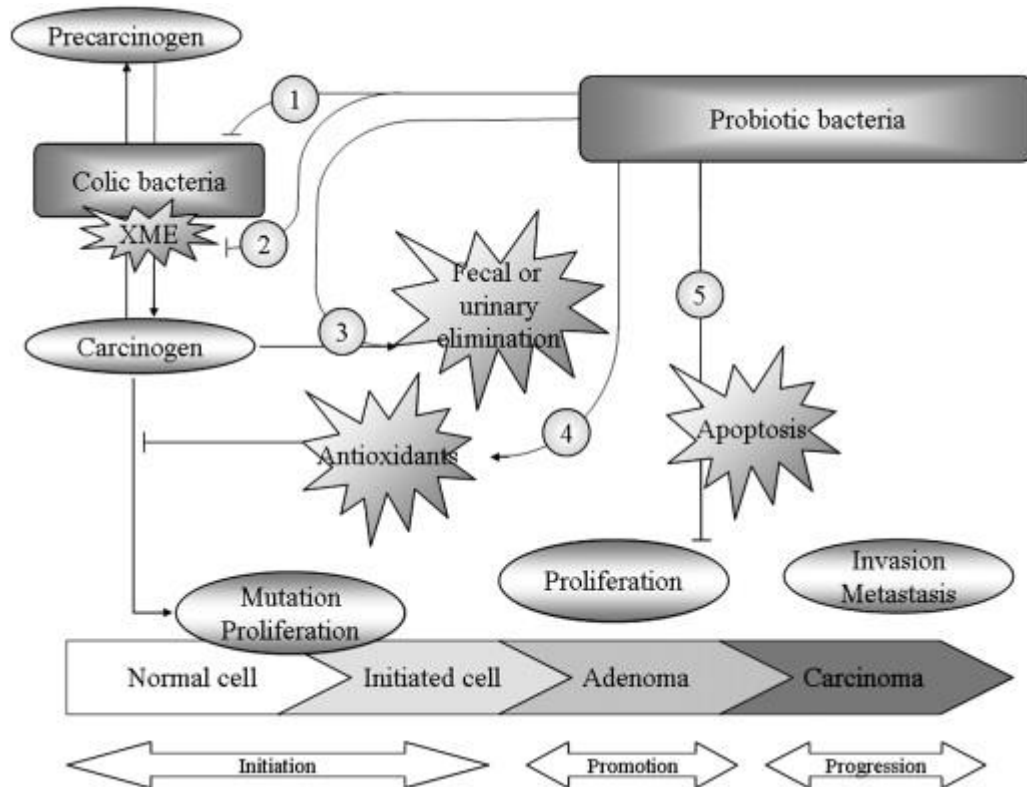 Precarcinogen
1
Probiotic bacteria
Colic bacteria
XME
2
Fecal or
urinary
elimination
5
3
Carcinogen
4
Antioxidants
Apoptosis
Mutation
Proliferation
Proliferation
Invasion
Metastasis
Normal cell
Initiated cell
Adenoma
Carcinoma
Initiation
Promotion
Progression